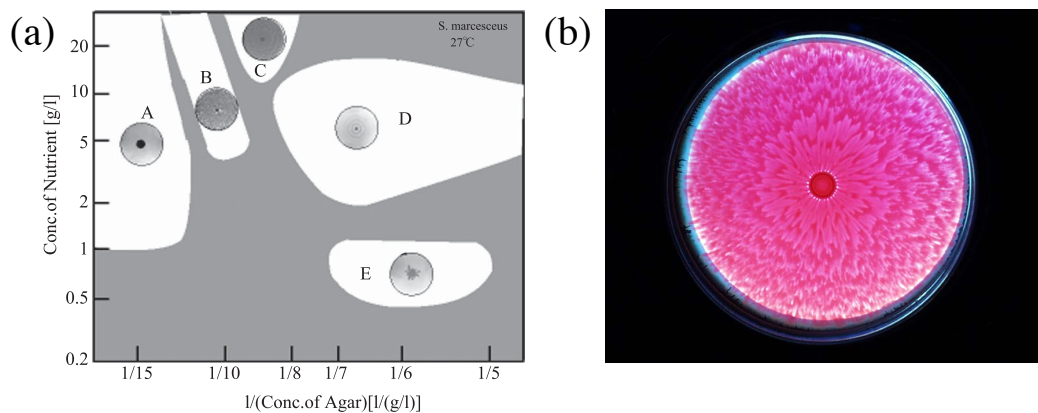 (a)
(b)
S. marcesceus
27℃
20
10
5
2
1
0.5
0.2
Conc.of Nutrient [g/l]
A
B
C
D
E
1/15
1/10
1/8
1/7
1/6
1/5
l/(Conc.of Agar)[l/(g/l)]